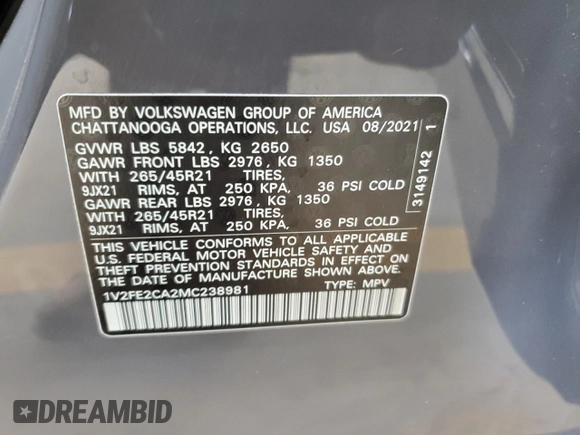 MFD BY VOLKSWAGEN GROUP OF AMERICA
CHATTANOOGA OPERATIONS, LLC. USA 08/2021
GVWR LBS 5842, KG 2650
GAWR FRONT LBS 2976, KG 1350
WITH 265/45R21 TIRES,
9JX21 RIMS, AT 250 KPA, 36 PSI COLD
GAWR REAR LBS 2976, KG 1350
WITH 265/45R21 TIRES,
9JX21 RIMS, AT 250 KPA, 36 PSI COLD
THIS VEHICLE CONFORMS TO ALL APPLICABLE
U.S. FEDERAL MOTOR VEHICLE SAFETY AND
THEFT PREVENTION STANDARDS IN EFFECT ON
THE DATE OF MANUFACTURE SHOWN ABOVE.
1V2FE2CA2MC238981 TYPE: MPV
3149142 1
DREAMBID